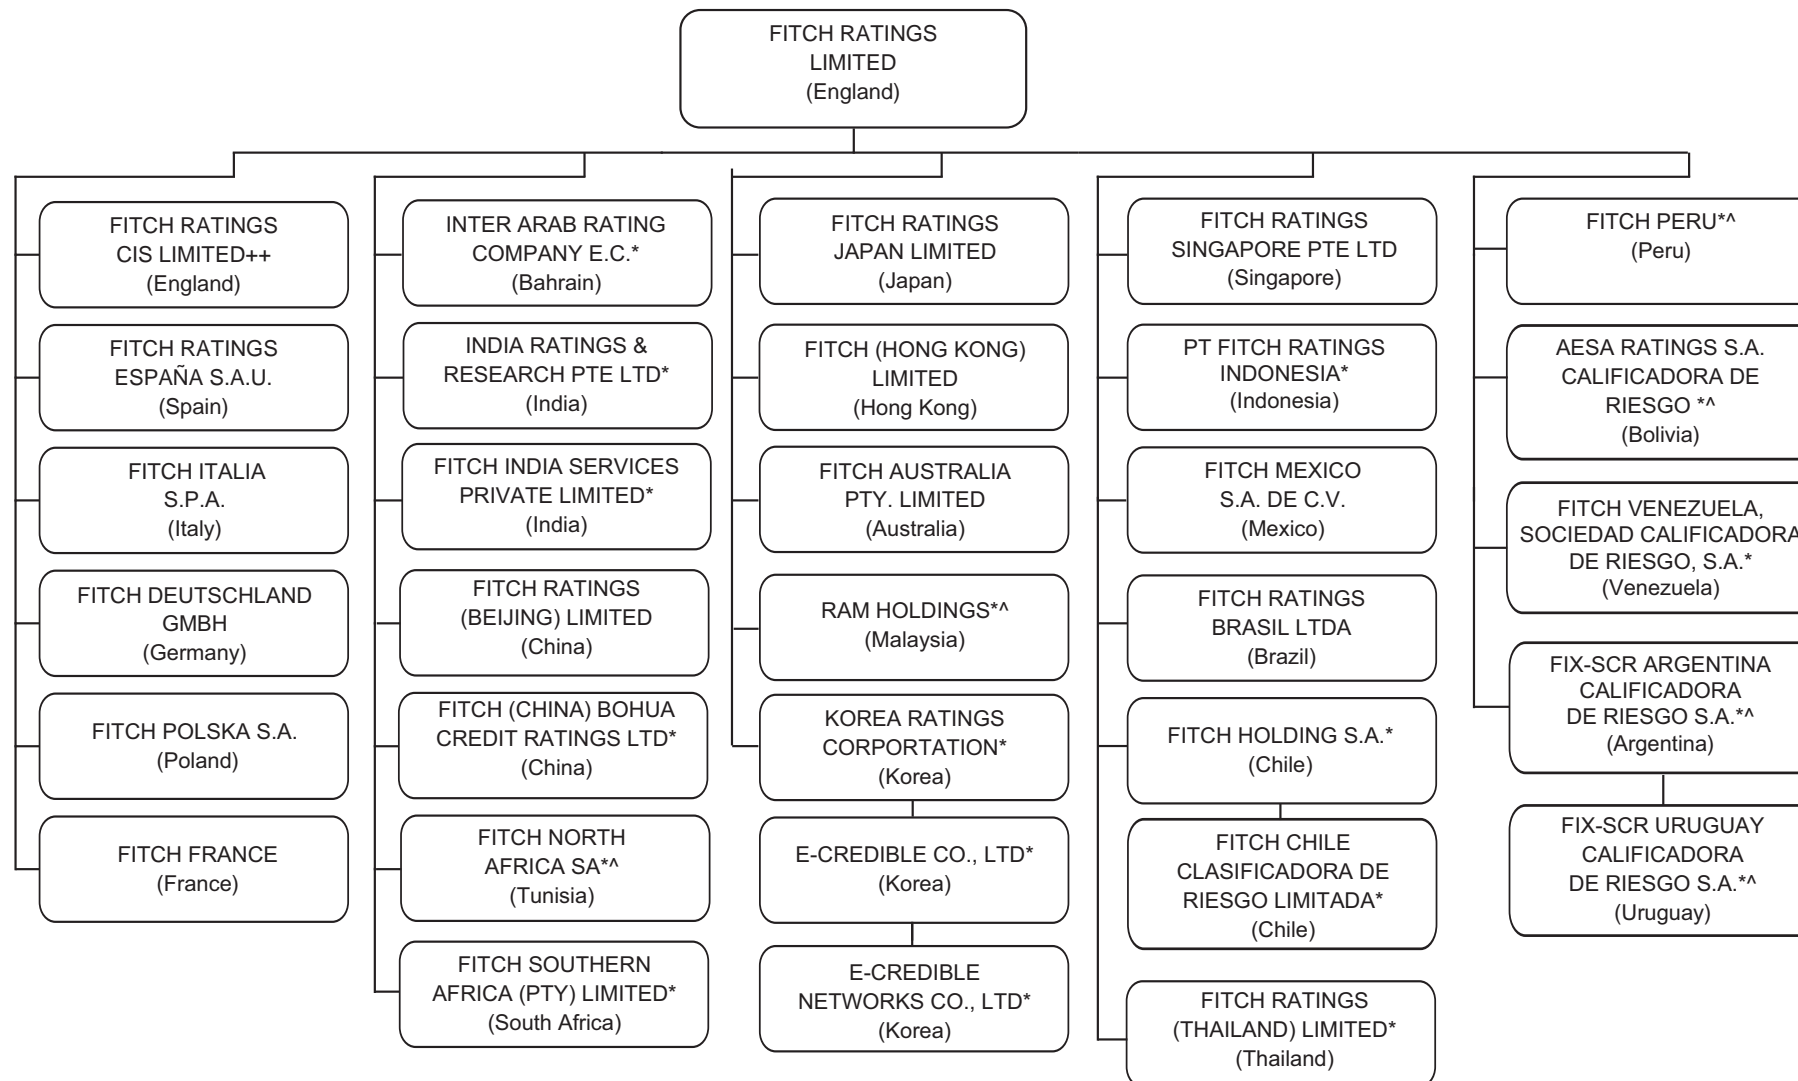 FITCH RATINGS
LIMITED
(England)
FITCH RATINGS
CIS LIMITED++
(England)
FITCH RATINGS
ESPAÑA S.A.U.
(Spain)
FITCH ITALIA
S.P.A.
(Italy)
FITCH DEUTSCHLAND
GMBH
(Germany)
FITCH POLSKA S.A.
(Poland)
FITCH FRANCE
(France)
INTER ARAB RATING
COMPANY E.C.*
(Bahrain)
INDIA RATINGS &
RESEARCH PTE LTD*
(India)
FITCH INDIA SERVICES
PRIVATE LIMITED*
(India)
FITCH RATINGS
(BEIJING) LIMITED
(China)
FITCH (CHINA) BOHUA
CREDIT RATINGS LTD*
(China)
FITCH NORTH
AFRICA SA*^
(Tunisia)
FITCH SOUTHERN
AFRICA (PTY) LIMITED*
(South Africa)
FITCH RATINGS
JAPAN LIMITED
(Japan)
FITCH (HONG KONG)
LIMITED
(Hong Kong)
FITCH AUSTRALIA
PTY. LIMITED
(Australia)
RAM HOLDINGS*^
(Malaysia)
KOREA RATINGS
CORPORTATION*
(Korea)
E-CREDIBLE CO., LTD*
(Korea)
E-CREDIBLE
NETWORKS CO., LTD*
(Korea)
FITCH RATINGS
SINGAPORE PTE LTD
(Singapore)
PT FITCH RATINGS
INDONESIA*
(Indonesia)
FITCH MEXICO
S.A. DE C.V.
(Mexico)
FITCH RATINGS
BRASIL LTDA
(Brazil)
FITCH HOLDING S.A.*
(Chile)
FITCH CHILE
CLASIFICADORA DE
RIESGO LIMITADA*
(Chile)
FITCH RATINGS
(THAILAND) LIMITED*
(Thailand)
FITCH PERU*^
(Peru)
AESA RATINGS S.A.
CALIFICADORA DE
RIESGO *^
(Bolivia)
FITCH VENEZUELA,
SOCIEDAD CALIFICADORA
DE RIESGO, S.A.*
(Venezuela)
FIX-SCR ARGENTINA
CALIFICADORA
DE RIESGO S.A.*^
(Argentina)
FIX-SCR URUGUAY
CALIFICADORA
DE RIESGO S.A.*^
(Uruguay)